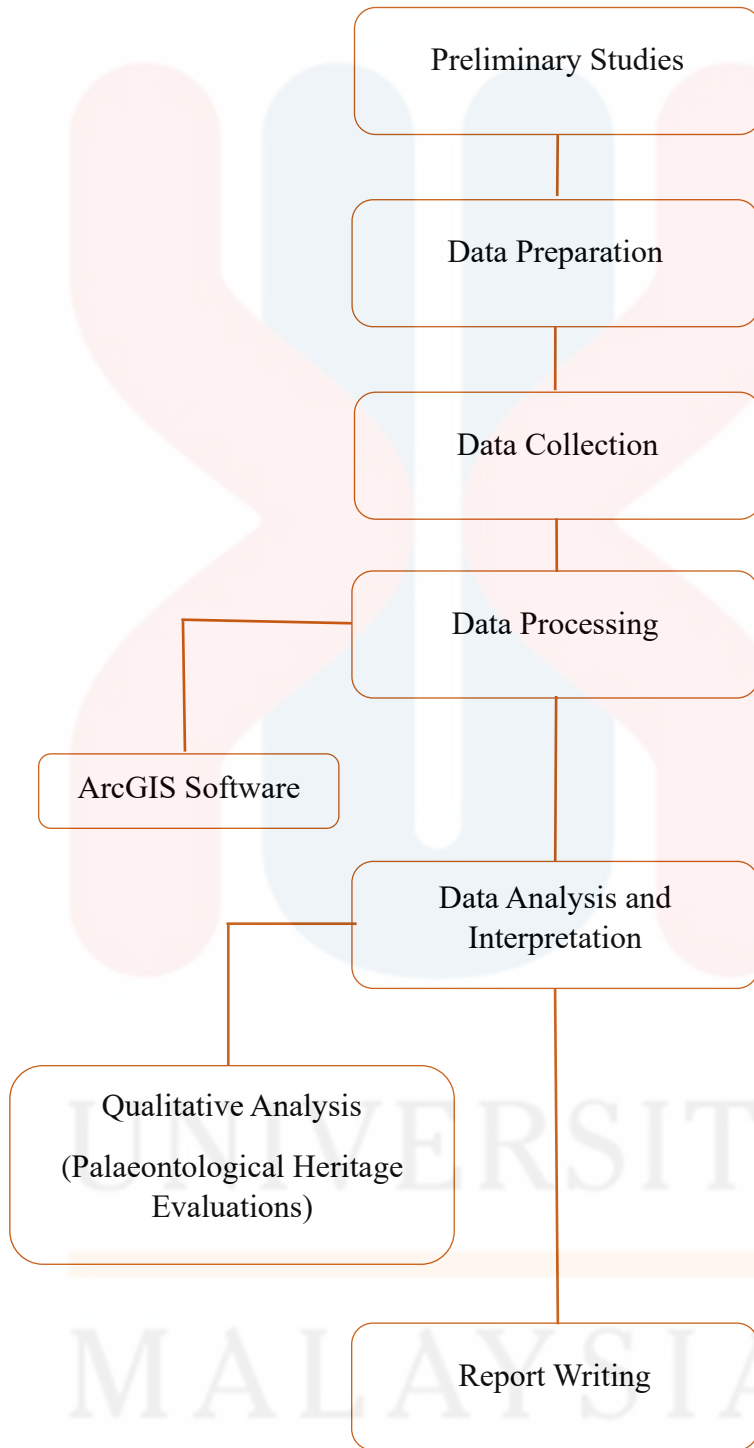 Preliminary Studies
Data Preparation
Data Collection
Data Processing
ArcGIS Software
Data Analysis and
Interpretation
Qualitative Analysis
(Palaeontological Heritage
Evaluations)
UNIVERSIT
MALAYSIA
Report Writing